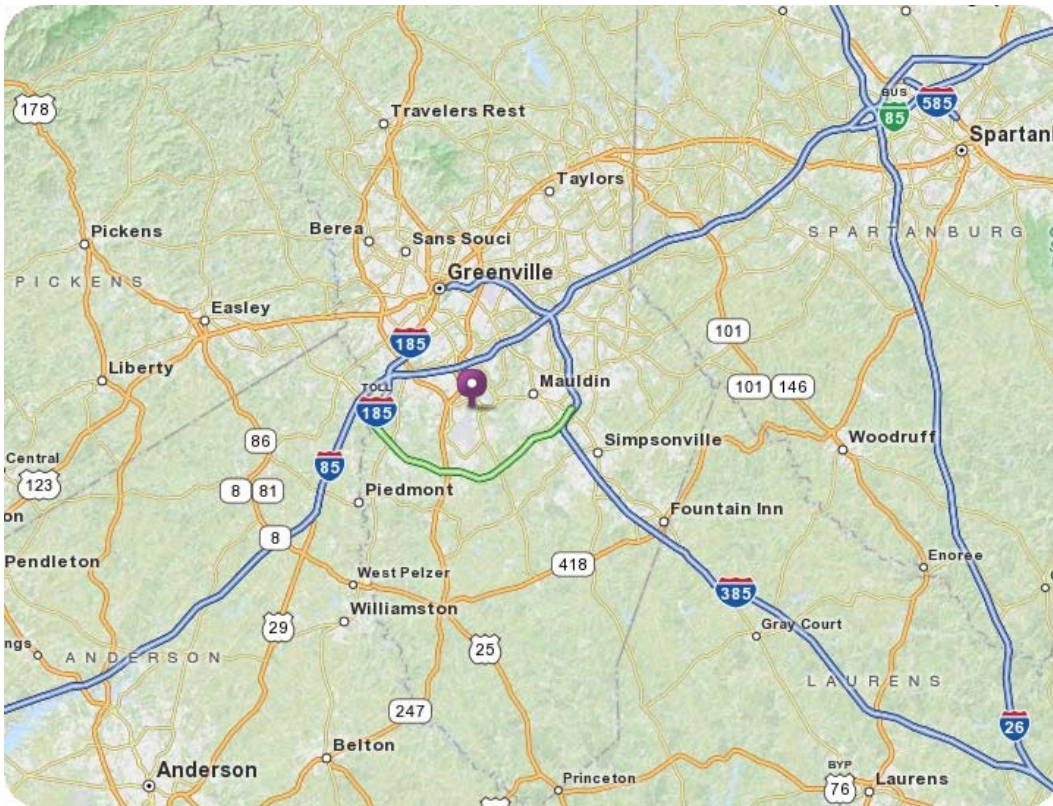 178
BUS
85
585
Travelers Rest
Spartan
Taylors
Pickens
Berea
Sans Souci
SPARTANBURG
Greenville
PICKENS
Easley
101
185
Liberty
TOLL
185
Mauldin
101
146
86
Simpsonville
Woodruff
Central
85
123
8
81
Piedmont
on
Fountain Inn
8
Pendleton
418
Enoree
West Pelzer
385
Williamston
29
Gray Court
ngs
ANDERSON
25
LAURENS
247
26
Belton
Anderson
Princeton
BYP
76
Laurens